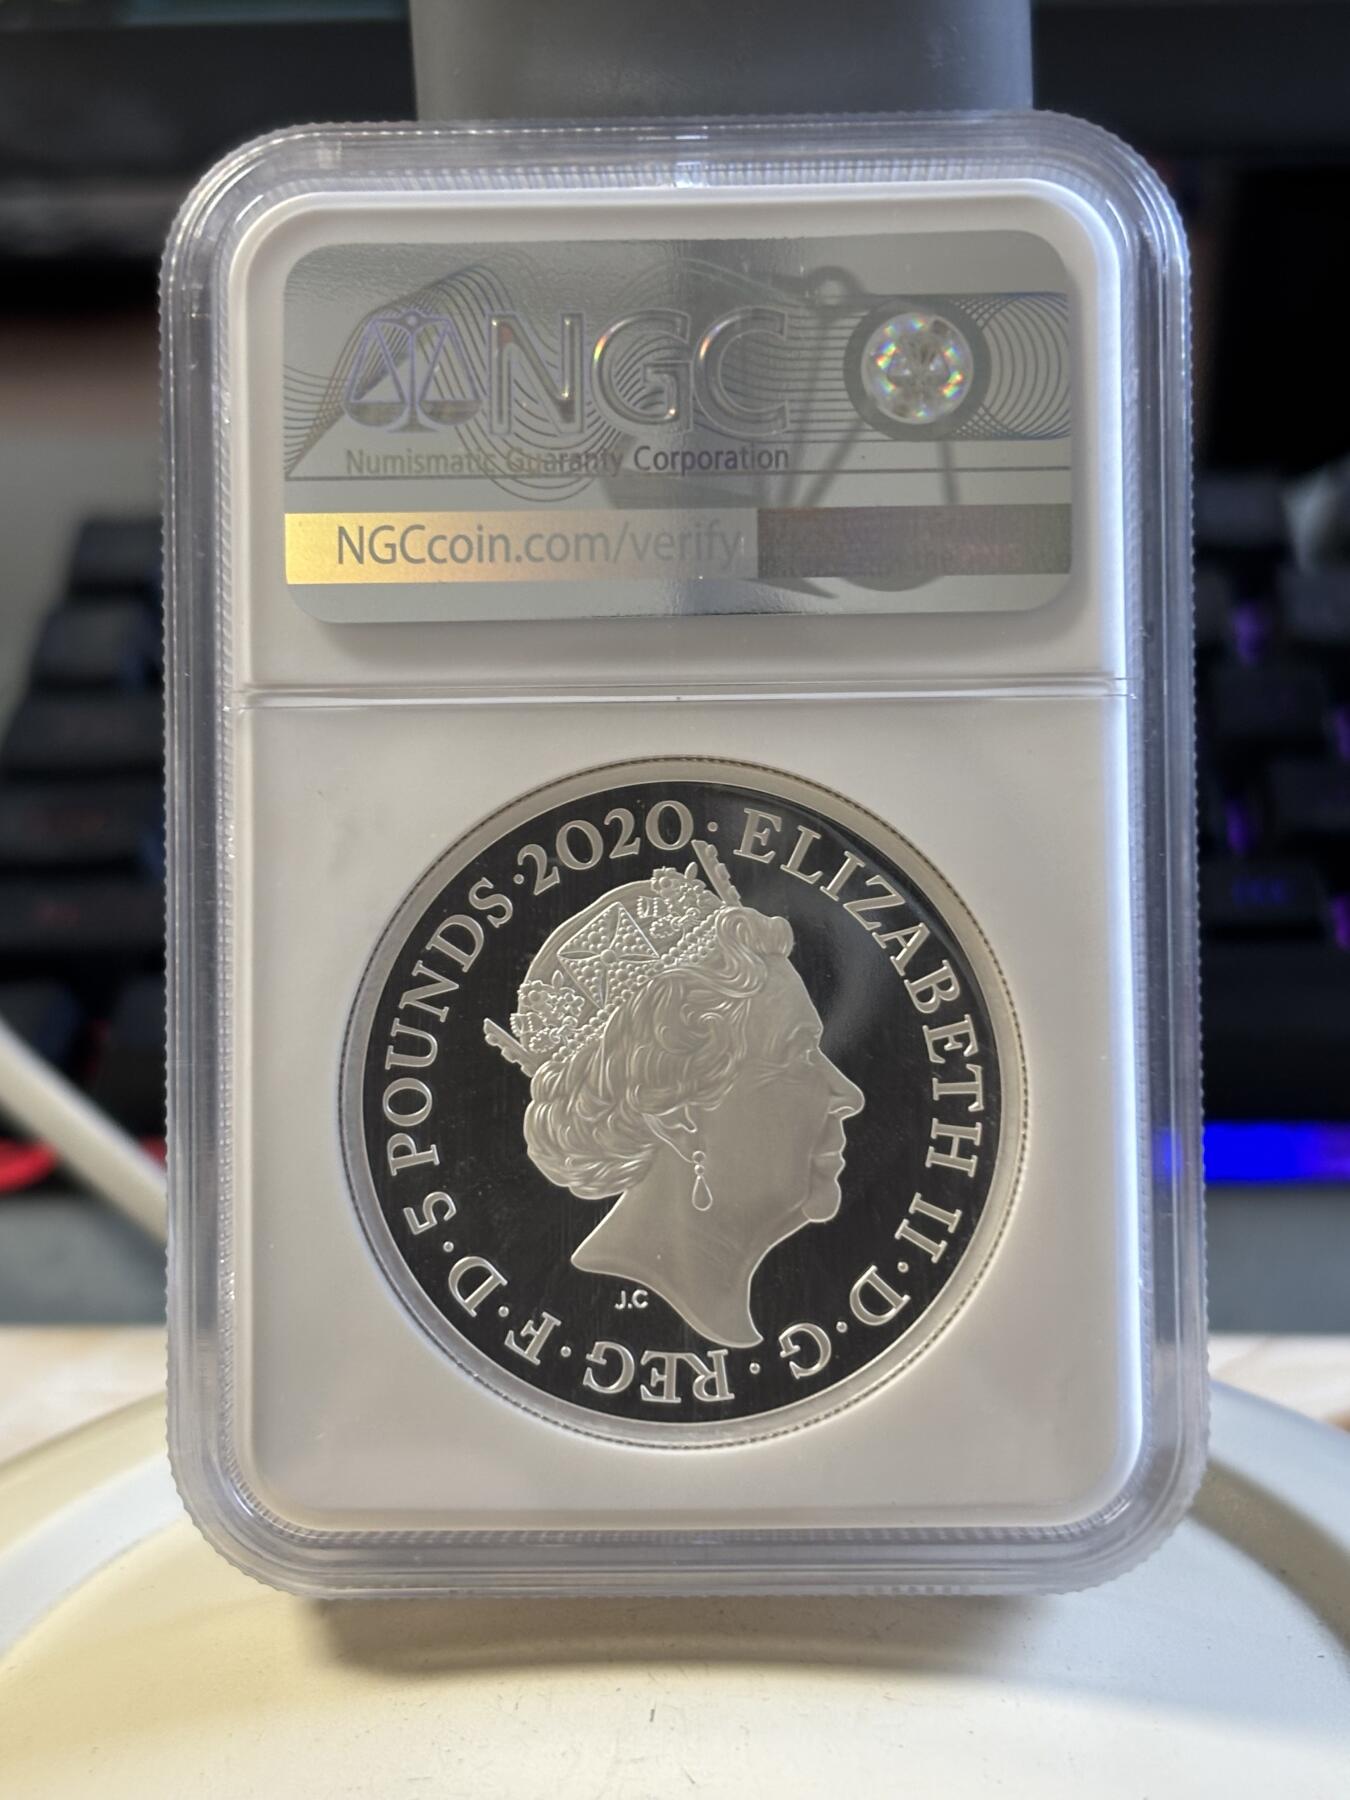 NGC
Numismatic Guaranty Corporation
NGCcoin.com/verify
ELIZABETH II · D · G · REG · F · D · 5 POUNDS · 2020 ·
J.C